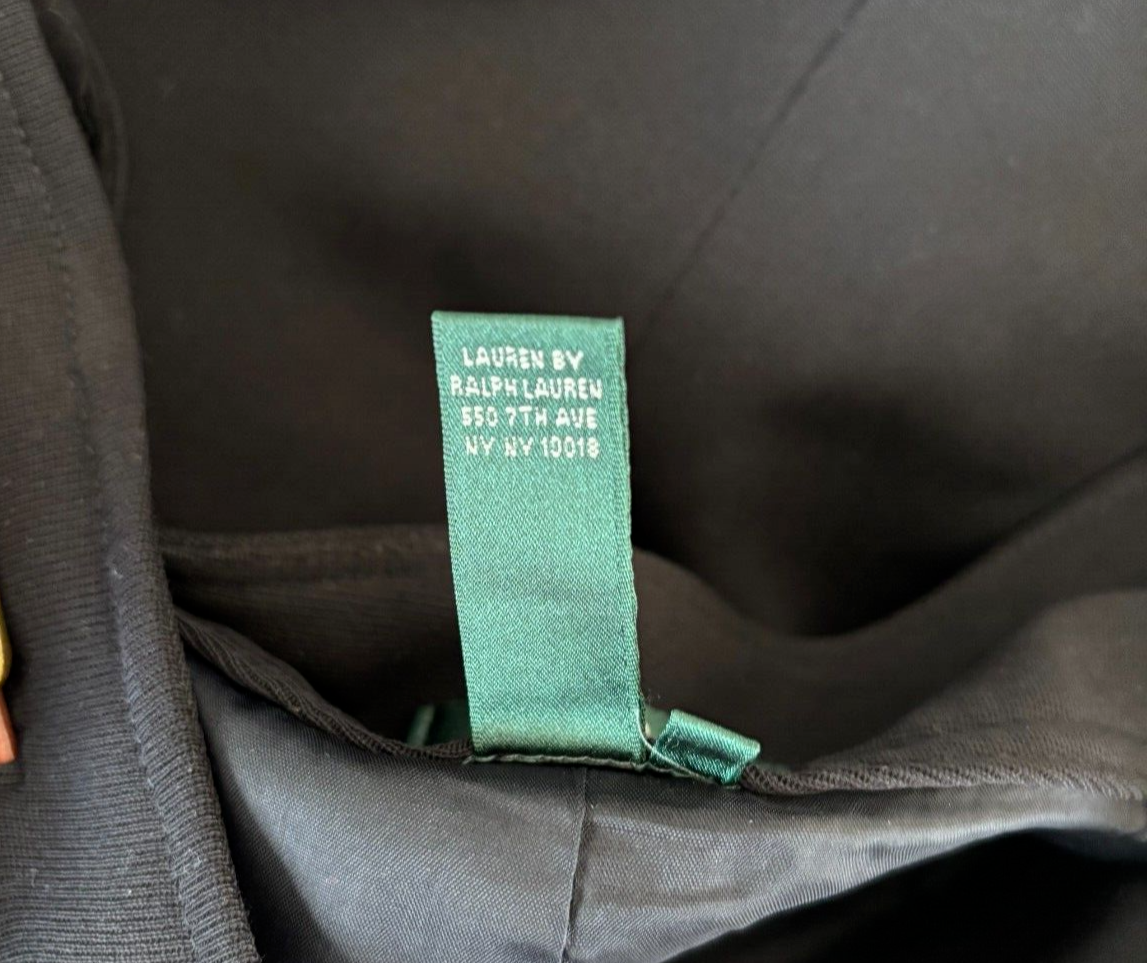 LAUREN BY
RALPH LAUREN
550 7TH AVE
NY NY 10018